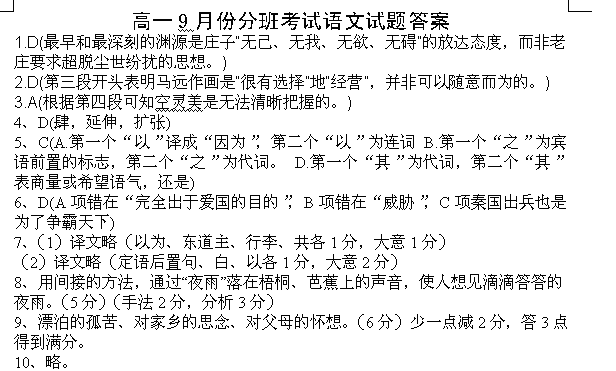 高一9月份分班考试语文试题答案
1.D(最早和最深刻的渊源是庄子“无己、无我、无欲、无碍”的放达态度，而非老
庄要求超脱尘世纷扰的思想。)
2.D(第三段开头表明马远作画是“很有选择”地“经营”，并非可以随意而为的。)
3.A(根据第四段可知空灵美是无法清晰把握的。)
4、D(肆，延伸，扩张)
5、C(A.第一个“以”译成“因为”；第二个“以”为连词 B.第一个“之”为宾
语前置的标志，第二个“之”为代词。 D.第一个“其”为代词，第二个“其”
表商量或希望语气，还是)
6、D(A 项错在“完全出于爱国的目的”；B 项错在“威胁”；C 项秦国出兵也是
为了争霸天下)
7、（1）译文略（以为、东道主、行李、共各 1 分，大意 1 分）
（2）译文略（定语后置句、白、以各 1 分，大意 2 分）
8、用间接的方法，通过“夜雨”落在梧桐、芭蕉上的声音，使人想见滴滴答答的
夜雨。（5 分）（手法 2 分，分析 3 分）
9、漂泊的孤苦、对家乡的思念、对父母的怀想。（6 分）少一点减 2 分，答 3 点
得到满分。
10、略。